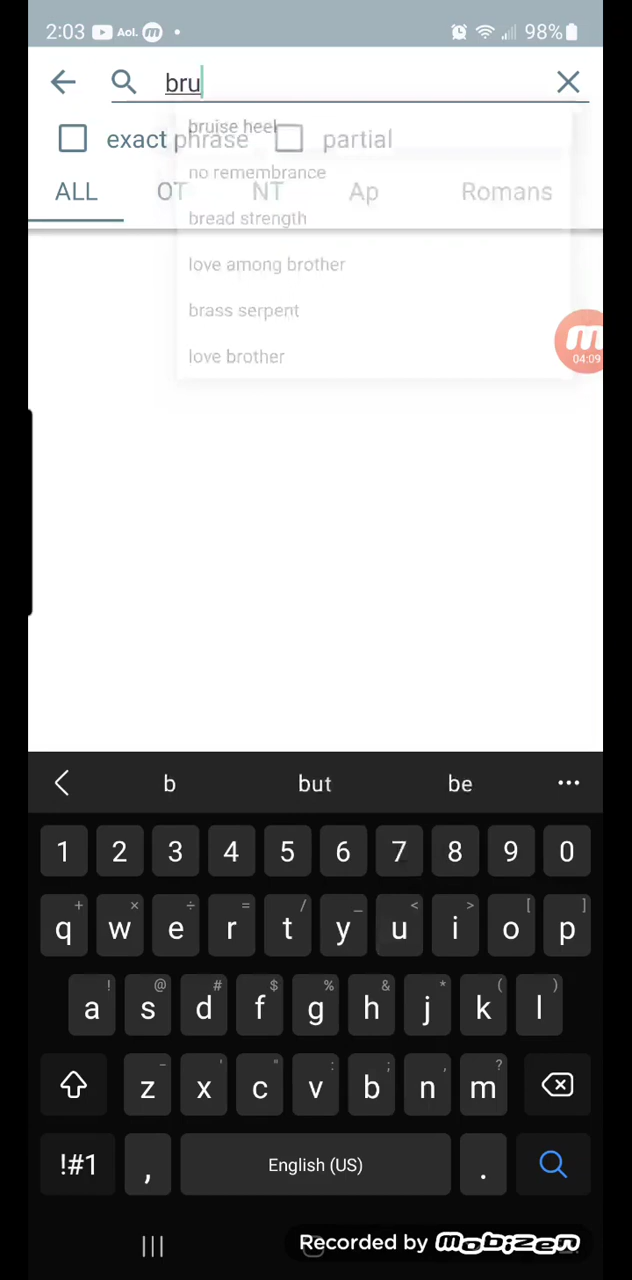 2:03 Aol. m 98%
bru
exact phrase partial
ALL OT NT Ap Romans
bruise heel
no remembrance
bread strength
love among brother
brass serpent
love brother
m
04:09
b but be
1 2 3 4 5 6 7 8 9 0
+ × ÷ = / _ < > [ ]
q w e r t y u i o p
! @ # $ % & * ( )
a s d f g h j k l
- ' " : ; , ?
z x c v b n m
!#1 , English (US) .
Recorded by mobizen